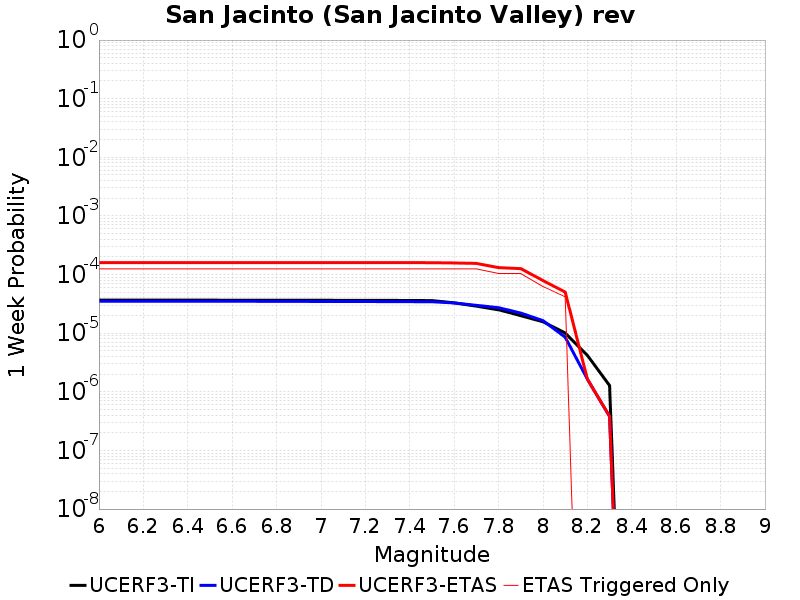 San Jacinto (San Jacinto Valley) rev
1 Week Probability
10^0
10^-1
10^-2
10^-3
10^-4
10^-5
10^-6
10^-7
10^-8
6 6.2 6.4 6.6 6.8 7 7.2 7.4 7.6 7.8 8 8.2 8.4 8.6 8.8 9
Magnitude
UCERF3-TI UCERF3-TD UCERF3-ETAS ETAS Triggered Only